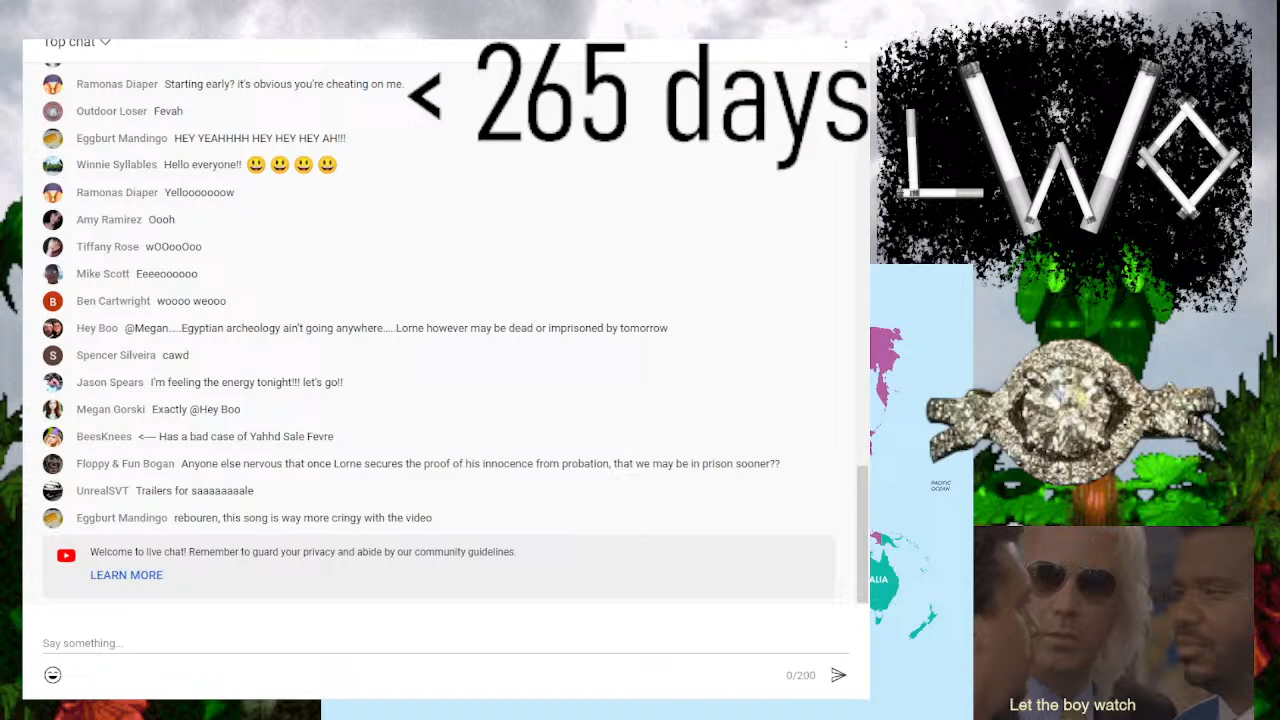 Top chat
< 265 days
LWO
Ramonas Diaper Starting early? it's obvious you're cheating on me.
Outdoor Loser Fevah
Eggburt Mandingo HEY YEAHHHH HEY HEY HEY AH!!!
Winnie Syllables Hello everyone!! 😃 😃 😃 😃
Ramonas Diaper Yellooooooow
Amy Ramirez Oooh
Tiffany Rose wOOooOoo
Mike Scott Eeeeoooooo
B Ben Cartwright woooo weooo
Hey Boo @Megan.....Egyptian archeology ain't going anywhere.....Lorne however may be dead or imprisoned by tomorrow
S Spencer Silveira cawd
Jason Spears I'm feeling the energy tonight!!! let's go!!
Megan Gorski Exactly @Hey Boo
BeesKnees <--- Has a bad case of Yahhd Sale Fevre
Floppy & Fun Bogan Anyone else nervous that once Lorne secures the proof of his innocence from probation, that we may be in prison sooner??
UnrealSVT Trailers for saaaaaaaale
Eggburt Mandingo rebouren, this song is way more cringy with the video
Welcome to live chat! Remember to guard your privacy and abide by our community guidelines.
LEARN MORE
Say something...
0/200
PACIFIC
OCEAN
ALIA
Let the boy watch